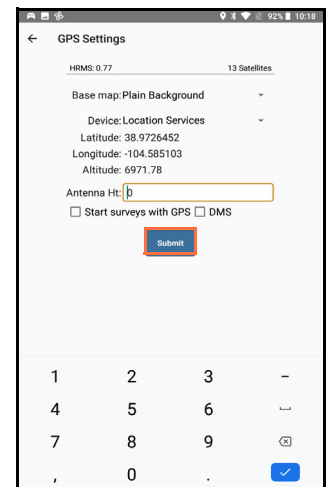 92% 10:18
GPS Settings
HRMS: 0.77 13 Satellites
Base map: Plain Background
Device: Location Services
Latitude: 38.9726452
Longitude: -104.585103
Altitude: 6971.78
Antenna Ht: 0
Start surveys with GPS DMS
Submit
1 2 3 -
4 5 6
7 8 9
, 0 .